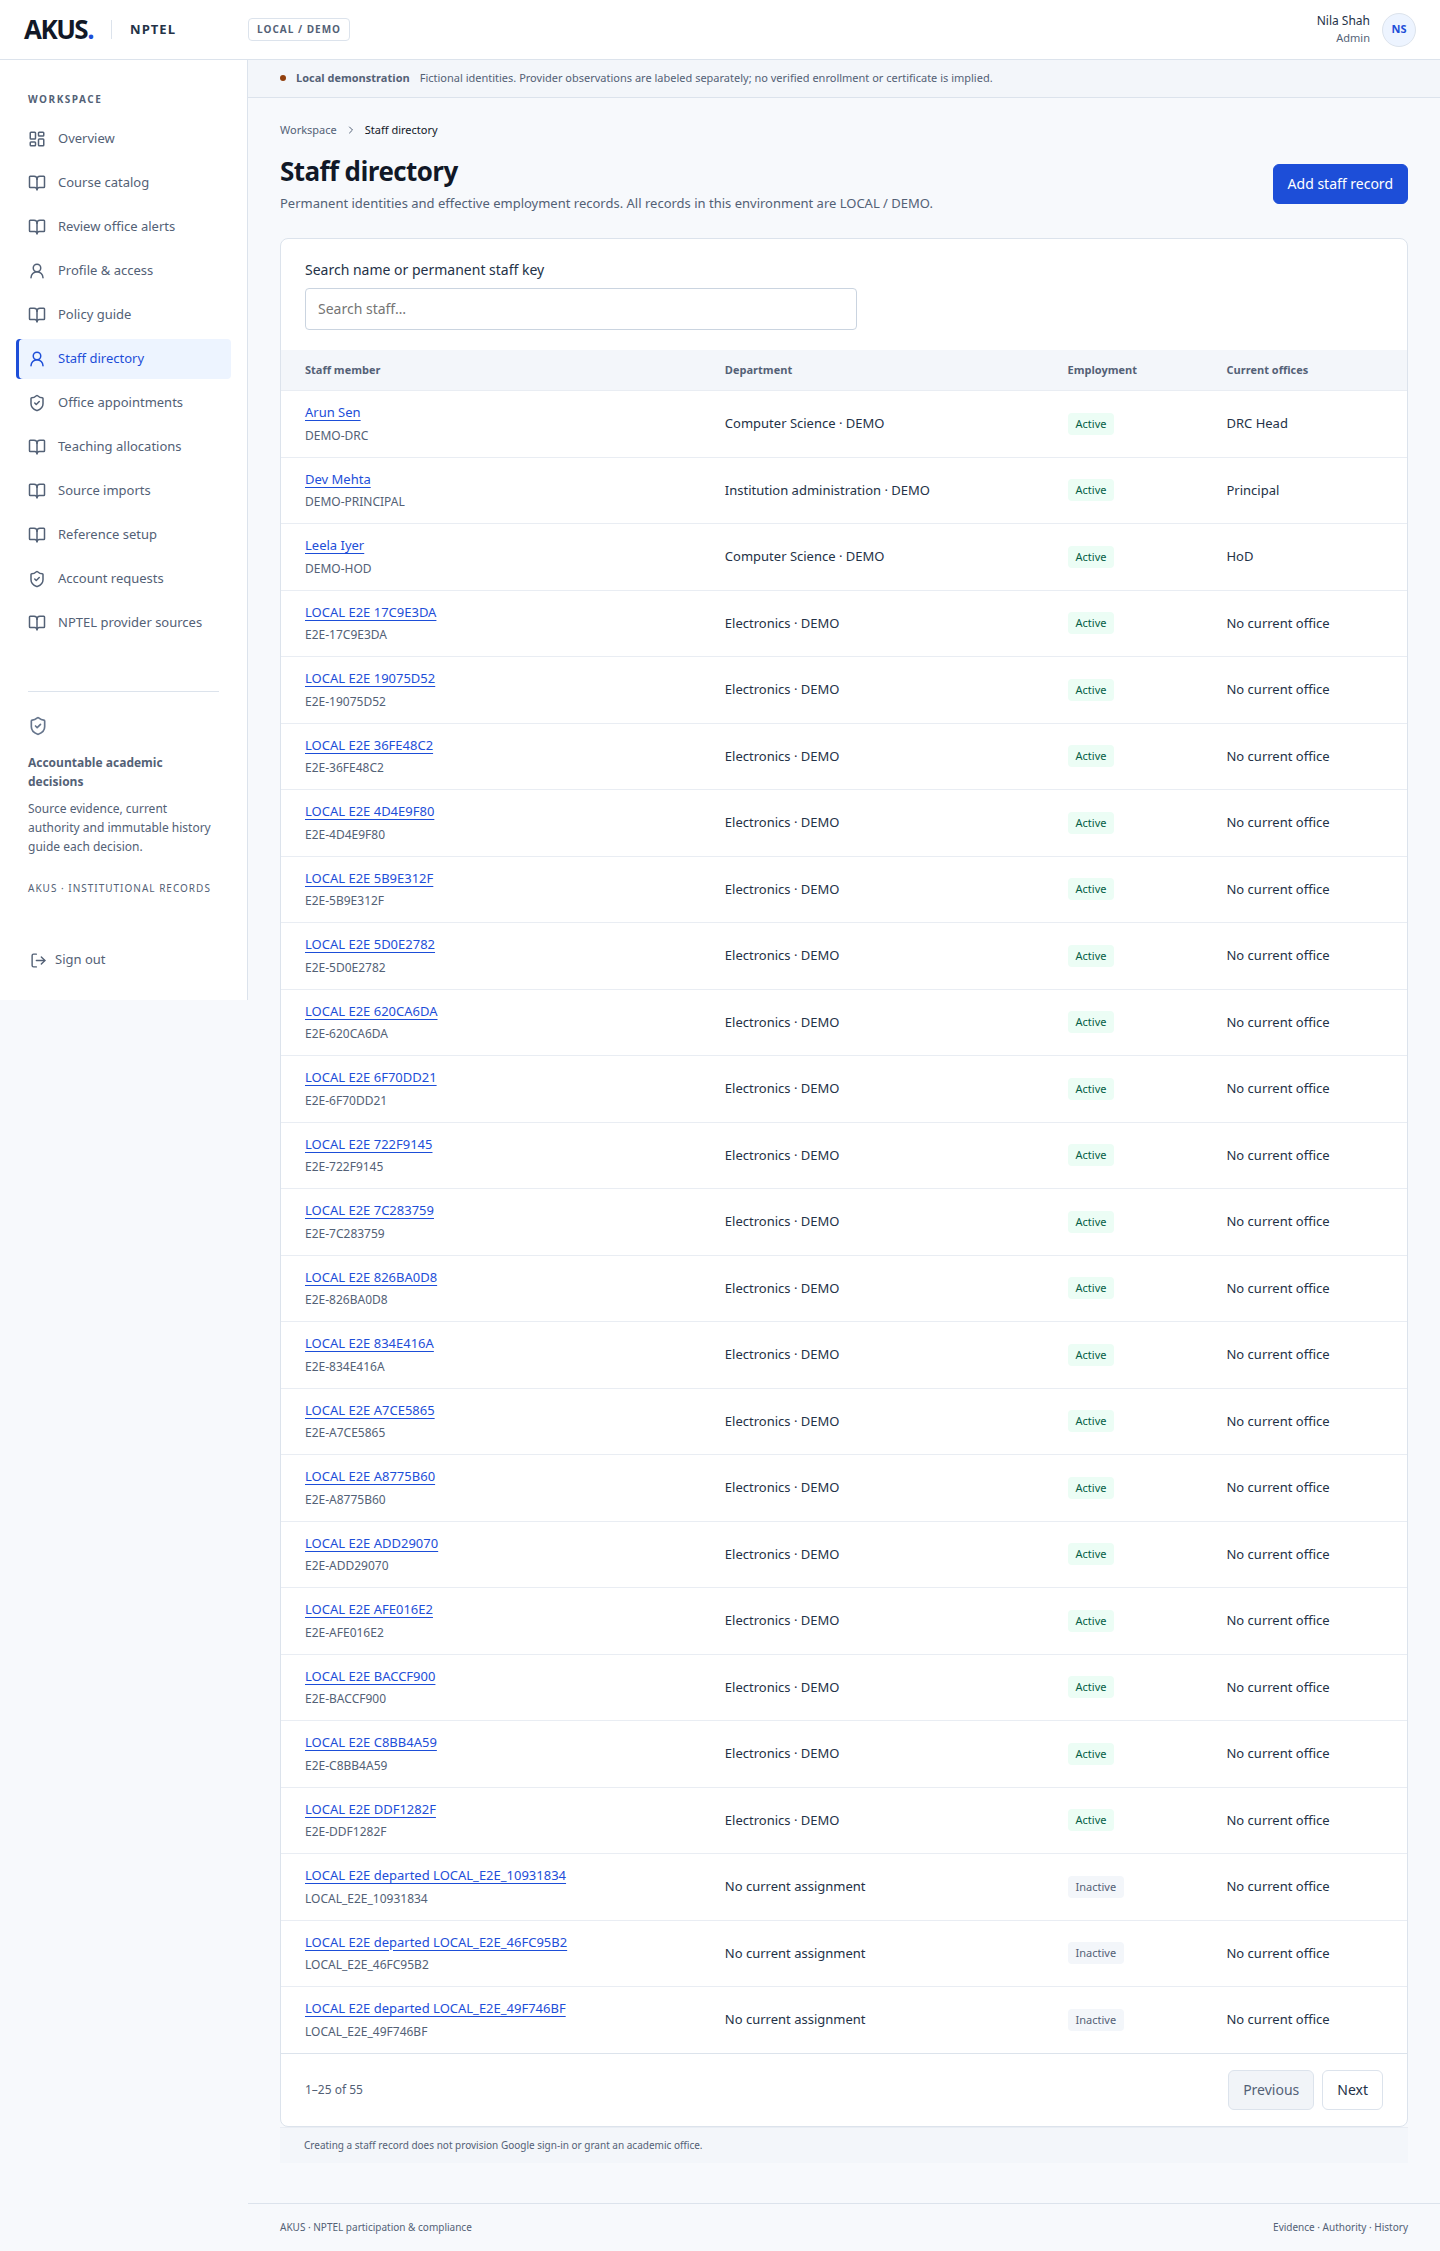 AKUS.
NPTEL
LOCAL / DEMO
Nila Shah
Admin
NS
WORKSPACE
Overview
Course catalog
Review office alerts
Profile & access
Policy guide
Staff directory
Office appointments
Teaching allocations
Source imports
Reference setup
Account requests
NPTEL provider sources
Accountable academic
decisions
Source evidence, current
authority and immutable history
guide each decision.
AKUS · INSTITUTIONAL RECORDS
Sign out
Local demonstration Fictional identities. Provider observations are labeled separately; no verified enrollment or certificate is implied.
Workspace > Staff directory
Staff directory
Permanent identities and effective employment records. All records in this environment are LOCAL / DEMO.
Add staff record
Search name or permanent staff key
Search staff...
Staff member Department Employment Current offices
Arun Sen
DEMO-DRC
Computer Science · DEMO Active DRC Head
Dev Mehta
DEMO-PRINCIPAL
Institution administration · DEMO Active Principal
Leela Iyer
DEMO-HOD
Computer Science · DEMO Active HoD
LOCAL E2E 17C9E3DA
E2E-17C9E3DA
Electronics · DEMO Active No current office
LOCAL E2E 19075D52
E2E-19075D52
Electronics · DEMO Active No current office
LOCAL E2E 36FE48C2
E2E-36FE48C2
Electronics · DEMO Active No current office
LOCAL E2E 4D4E9F80
E2E-4D4E9F80
Electronics · DEMO Active No current office
LOCAL E2E 5B9E312F
E2E-5B9E312F
Electronics · DEMO Active No current office
LOCAL E2E 5D0E2782
E2E-5D0E2782
Electronics · DEMO Active No current office
LOCAL E2E 620CA6DA
E2E-620CA6DA
Electronics · DEMO Active No current office
LOCAL E2E 6F70DD21
E2E-6F70DD21
Electronics · DEMO Active No current office
LOCAL E2E 722F9145
E2E-722F9145
Electronics · DEMO Active No current office
LOCAL E2E 7C283759
E2E-7C283759
Electronics · DEMO Active No current office
LOCAL E2E 826BA0D8
E2E-826BA0D8
Electronics · DEMO Active No current office
LOCAL E2E 834E416A
E2E-834E416A
Electronics · DEMO Active No current office
LOCAL E2E A7CE5865
E2E-A7CE5865
Electronics · DEMO Active No current office
LOCAL E2E A8775B60
E2E-A8775B60
Electronics · DEMO Active No current office
LOCAL E2E ADD29070
E2E-ADD29070
Electronics · DEMO Active No current office
LOCAL E2E AFE016E2
E2E-AFE016E2
Electronics · DEMO Active No current office
LOCAL E2E BACCF900
E2E-BACCF900
Electronics · DEMO Active No current office
LOCAL E2E C8BB4A59
E2E-C8BB4A59
Electronics · DEMO Active No current office
LOCAL E2E DDF1282F
E2E-DDF1282F
Electronics · DEMO Active No current office
LOCAL E2E departed LOCAL_E2E_10931834
LOCAL_E2E_10931834
No current assignment Inactive No current office
LOCAL E2E departed LOCAL_E2E_46FC95B2
LOCAL_E2E_46FC95B2
No current assignment Inactive No current office
LOCAL E2E departed LOCAL_E2E_49F746BF
LOCAL_E2E_49F746BF
No current assignment Inactive No current office
1–25 of 55
Previous Next
Creating a staff record does not provision Google sign-in or grant an academic office.
AKUS · NPTEL participation & compliance
Evidence · Authority · History